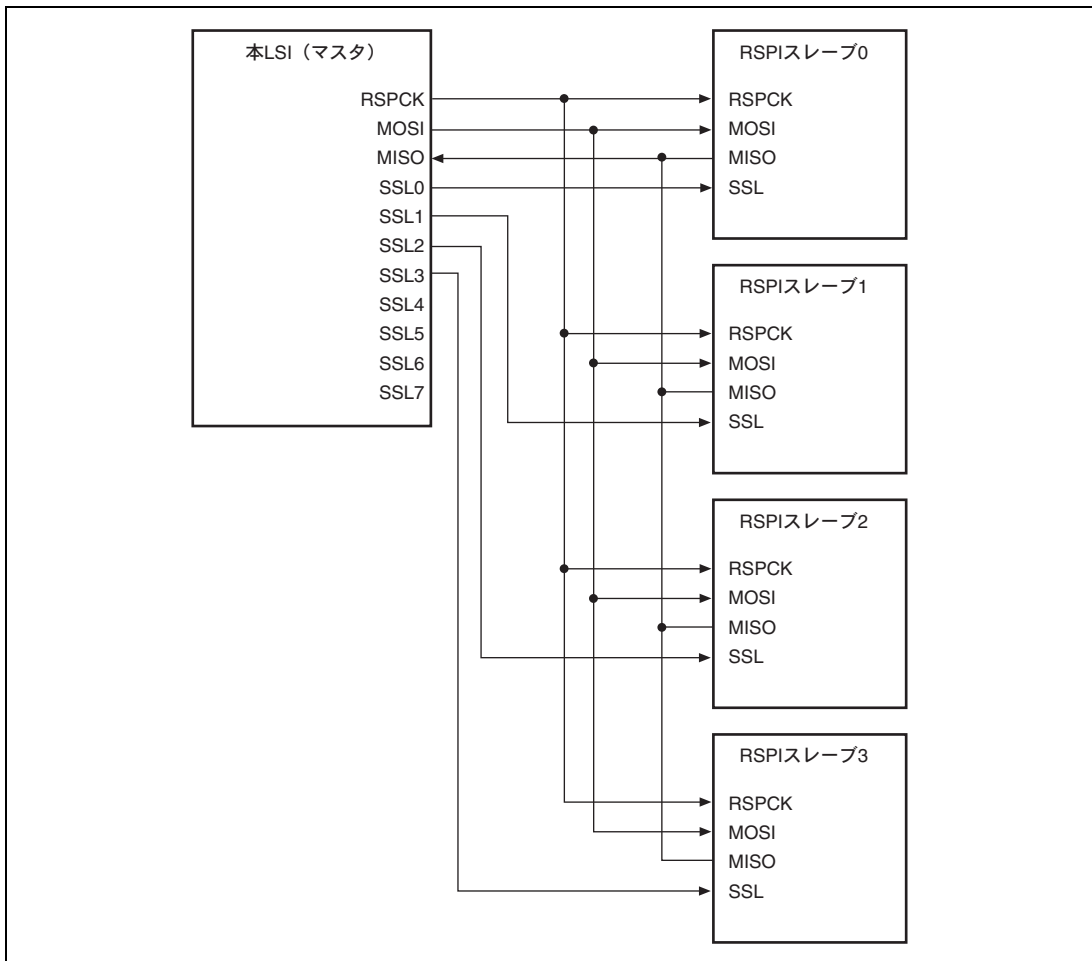 本LSI（マスタ）
RSPCK
MOSI
MISO
SSL0
SSL1
SSL2
SSL3
SSL4
SSL5
SSL6
SSL7
RSPIスレーブ0
RSPCK
MOSI
MISO
SSL
RSPIスレーブ1
RSPCK
MOSI
MISO
SSL
RSPIスレーブ2
RSPCK
MOSI
MISO
SSL
RSPIスレーブ3
RSPCK
MOSI
MISO
SSL